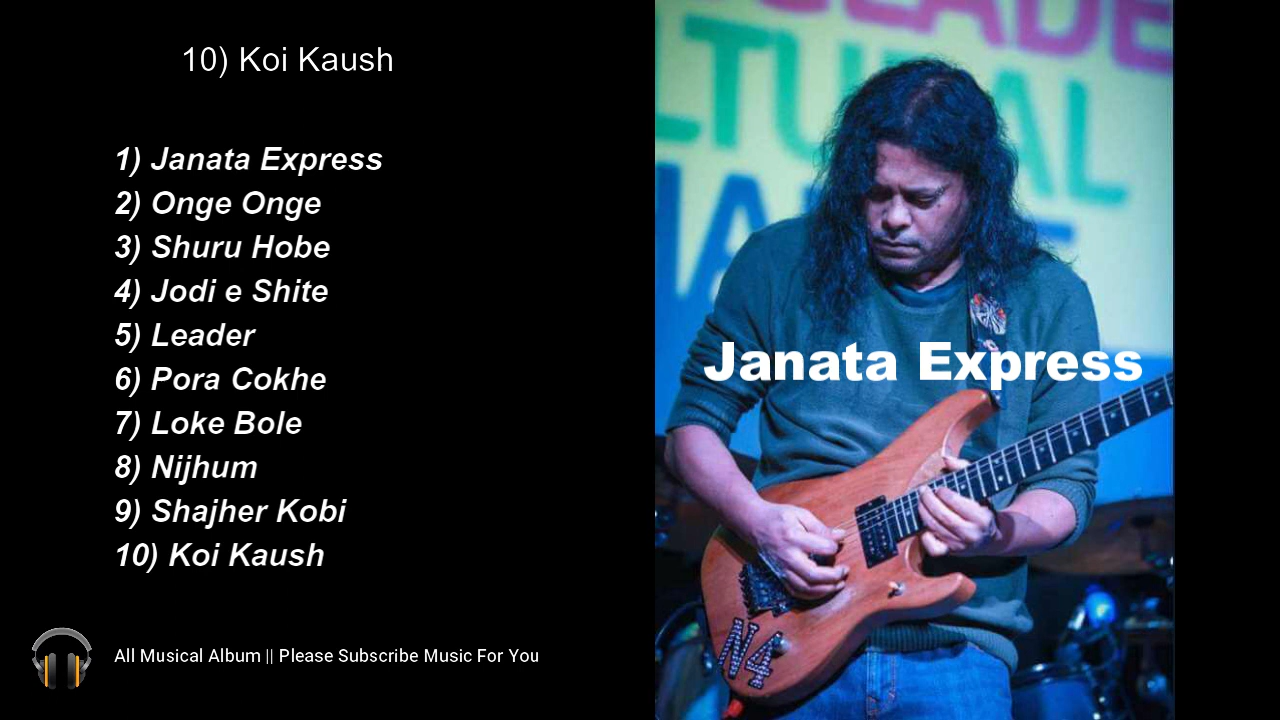 10) Koi Kaush
1) Janata Express
2) Onge Onge
3) Shuru Hobe
4) Jodi e Shite
5) Leader
6) Pora Cokhe
7) Loke Bole
8) Nijhum
9) Shajher Kobi
10) Koi Kaush
All Musical Album || Please Subscribe Music For You
Janata Express
N4